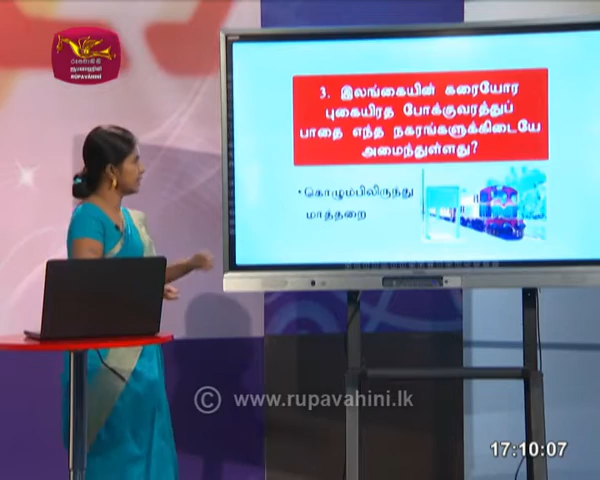 RUPAVAHINI
3. இலங்கையின் கரையோர
புகையிரத போக்குவரத்துப்
பாதை எந்த நகரங்களுக்கிடையே
அமைந்துள்ளது?
• கொழும்பிலிருந்து
மாத்தறை
© www.rupavahini.lk
17:10:07